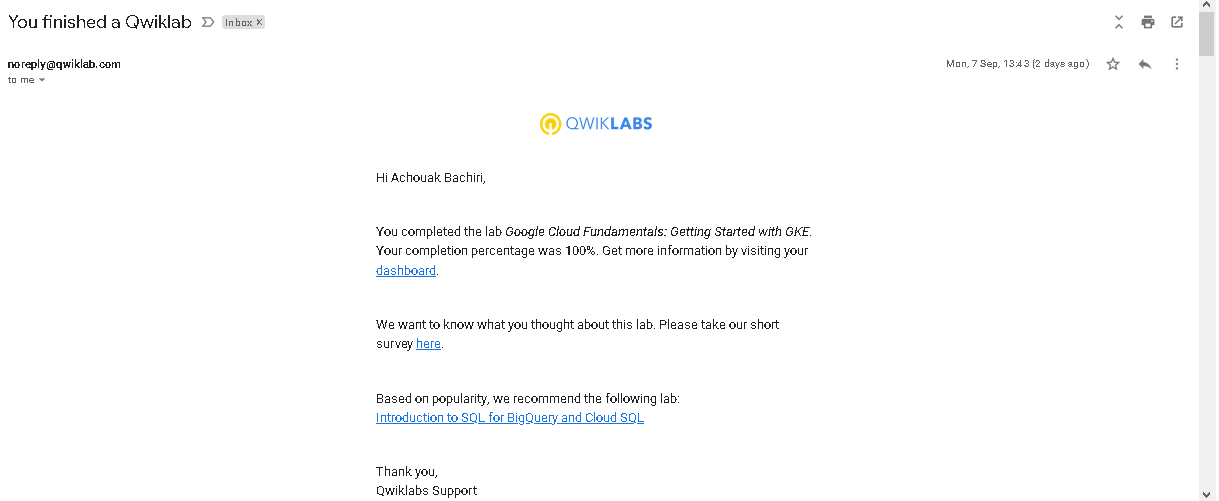 You finished a Qwiklab
Inbox x
noreply@qwiklab.com
Mon, 7 Sep, 13:43 (2 days ago)
to me
QWIKLABS
Hi Achouak Bachiri,
You completed the lab Google Cloud Fundamentals: Getting Started with GKE.
Your completion percentage was 100%. Get more information by visiting your
dashboard.
We want to know what you thought about this lab. Please take our short
survey here.
Based on popularity, we recommend the following lab:
Introduction to SQL for BigQuery and Cloud SQL
Thank you,
Qwiklabs Support